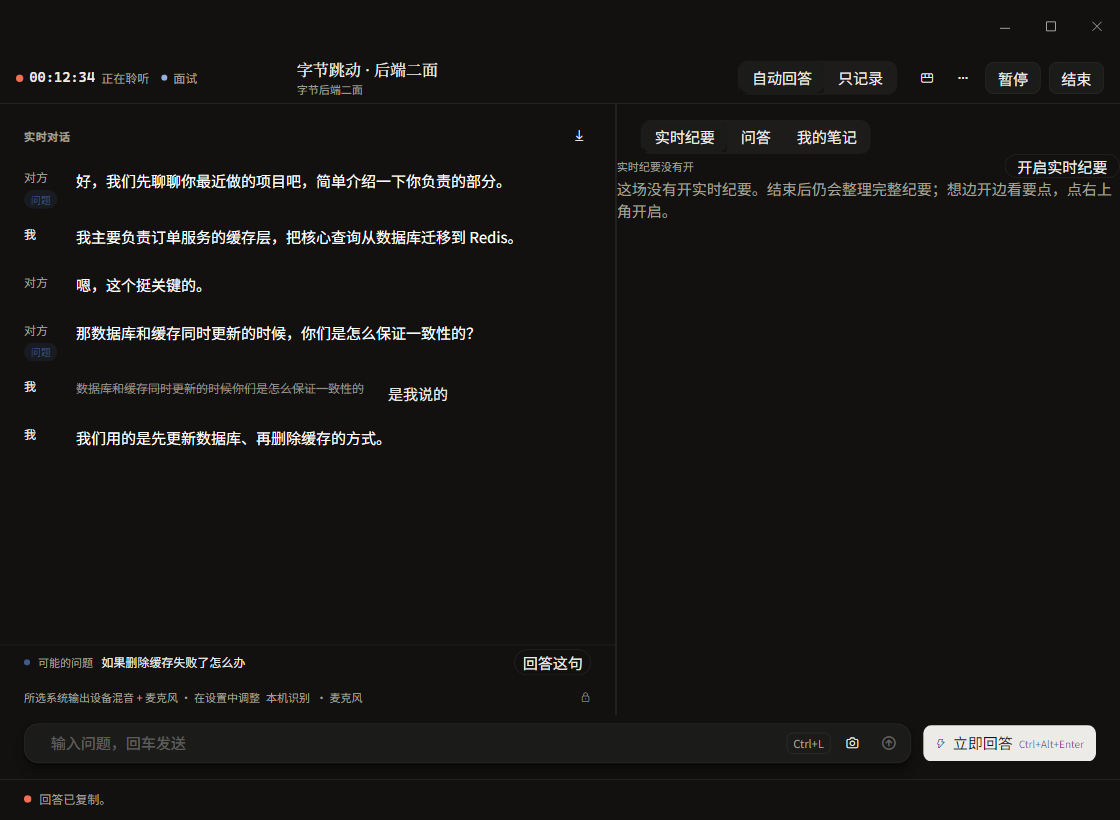 00:12:34 正在聆听 面试
字节跳动 · 后端二面
字节后端二面
自动回答 只记录 ··· 暂停 结束
实时对话
对方 好，我们先聊聊你最近做的项目吧，简单介绍一下你负责的部分。
问题
我 我主要负责订单服务的缓存层，把核心查询从数据库迁移到 Redis。
对方 嗯，这个挺关键的。
对方 那数据库和缓存同时更新的时候，你们是怎么保证一致性的？
问题
我 数据库和缓存同时更新的时候你们是怎么保证一致性的 是我说的
我 我们用的是先更新数据库、再删除缓存的方式。
可能的问题 如果删除缓存失败了怎么办 回答这句
所选系统输出设备混音 + 麦克风 · 在设置中调整 本机识别 · 麦克风
实时纪要 问答 我的笔记
实时纪要没有开 开启实时纪要
这场没有开实时纪要。结束后仍会整理完整纪要；想边开边看要点，点右上
角开启。
输入问题，回车发送 Ctrl+L 立即回答 Ctrl+Alt+Enter
回答已复制。